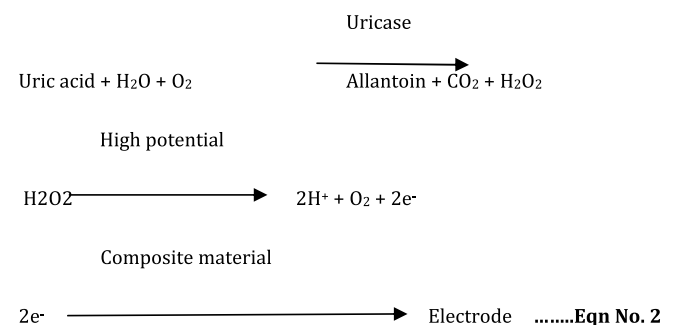 Uricase
Uric acid + H₂O + O₂ Allantoin + CO₂ + H₂O₂
High potential
H2O2 2H⁺ + O₂ + 2e⁻
Composite material
2e⁻ Electrode ........Eqn No. 2